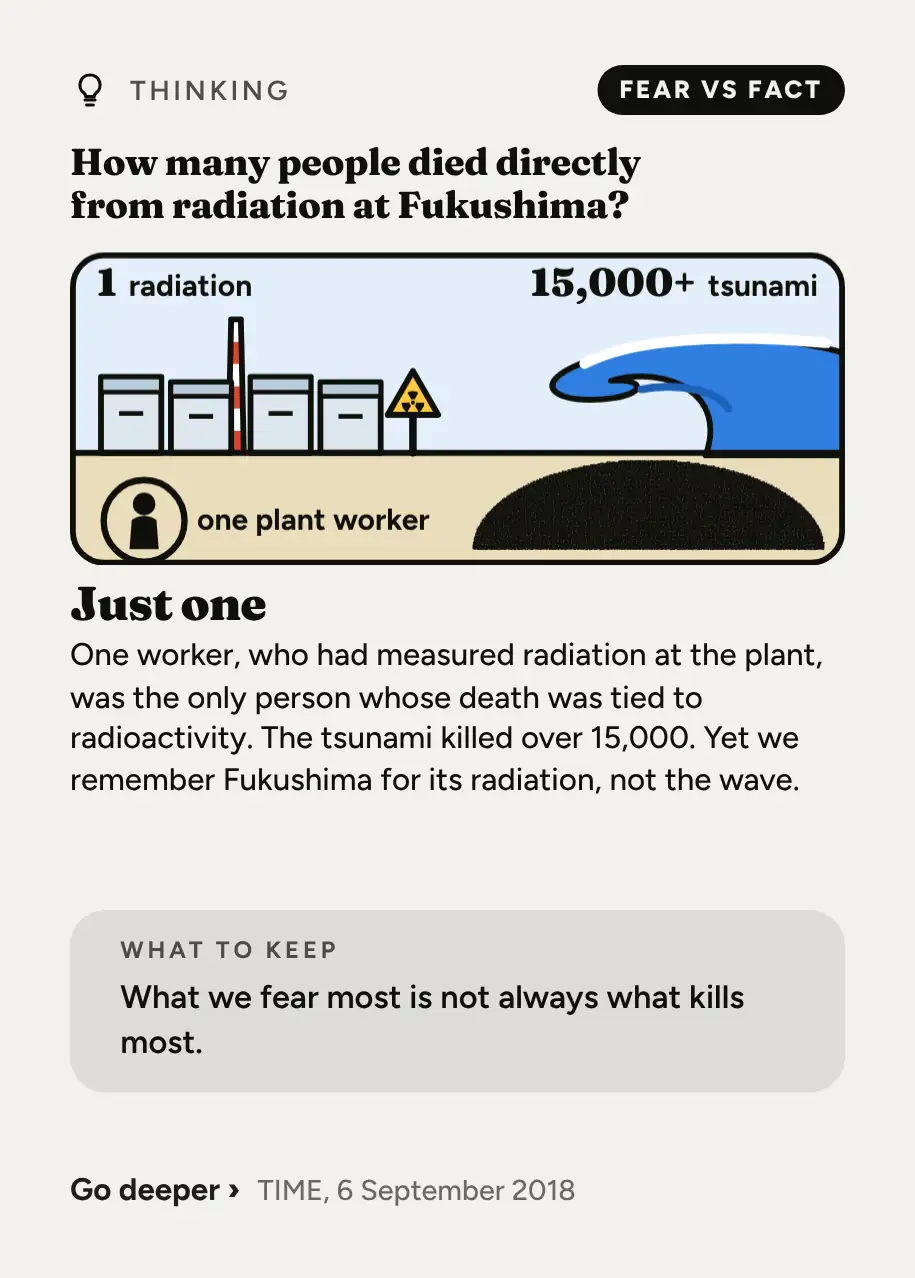 THINKING
FEAR VS FACT
How many people died directly
from radiation at Fukushima?
1 radiation
15,000+ tsunami
one plant worker
Just one
One worker, who had measured radiation at the plant,
was the only person whose death was tied to
radioactivity. The tsunami killed over 15,000. Yet we
remember Fukushima for its radiation, not the wave.
WHAT TO KEEP
What we fear most is not always what kills
most.
Go deeper › TIME, 6 September 2018